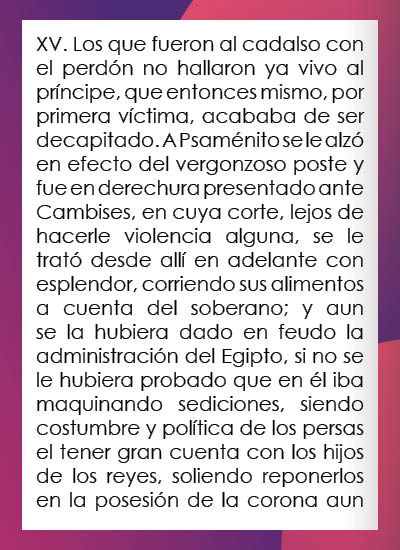 XV. Los que fueron al cadalso con
el perdón no hallaron ya vivo al
príncipe, que entonces mismo, por
primera víctima, acababa de ser
decapitado. A Psaménito se le alzó
en efecto del vergonzoso poste y
fue en derechura presentado ante
Cambises, en cuya corte, lejos de
hacerle violencia alguna, se le
trató desde allí en adelante con
esplendor, corriendo sus alimentos
a cuenta del soberano; y aun
se la hubiera dado en feudo la
administración del Egipto, si no se
le hubiera probado que en él iba
maquinando sediciones, siendo
costumbre y política de los persas
el tener gran cuenta con los hijos
de los reyes, soliendo reponerlos
en la posesión de la corona aun